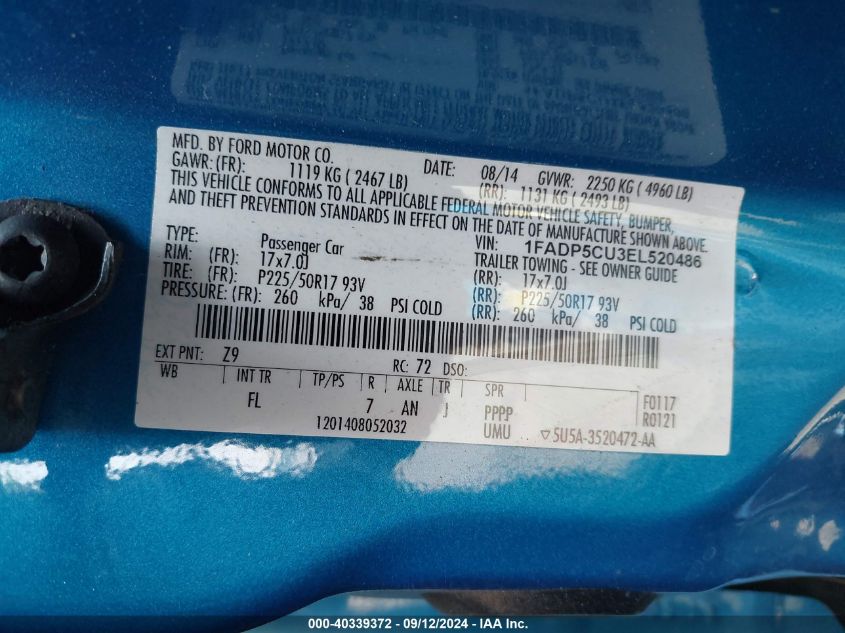 MFD. BY FORD MOTOR CO. DATE: 08/14 GVWR: 2250 KG ( 4960 LB)
GAWR: (FR): 1119 KG ( 2467 LB) (RR): 1131 KG ( 2493 LB)
THIS VEHICLE CONFORMS TO ALL APPLICABLE FEDERAL MOTOR VEHICLE SAFETY, BUMPER,
AND THEFT PREVENTION STANDARDS IN EFFECT ON THE DATE OF MANUFACTURE SHOWN ABOVE.
VIN: 1FADP5CU3EL520486
TYPE: Passenger Car TRAILER TOWING - SEE OWNER GUIDE
RIM: (FR): 17x7.0J (RR): 17x7.0J
TIRE: (FR): P225/50R17 93V (RR): P225/50R17 93V
PRESSURE: (FR): 260 kPa/ 38 PSI COLD (RR): 260 kPa/ 38 PSI COLD
EXT PNT: Z9 RC: 72 DSO:
WB INT TR TP/PS R AXLE TR SPR F0117
FL 7 AN J PPPP R0121
1201408052032 UMU ▽5U5A-3520472-AA
000-40339372 - 09/12/2024 - IAA Inc.